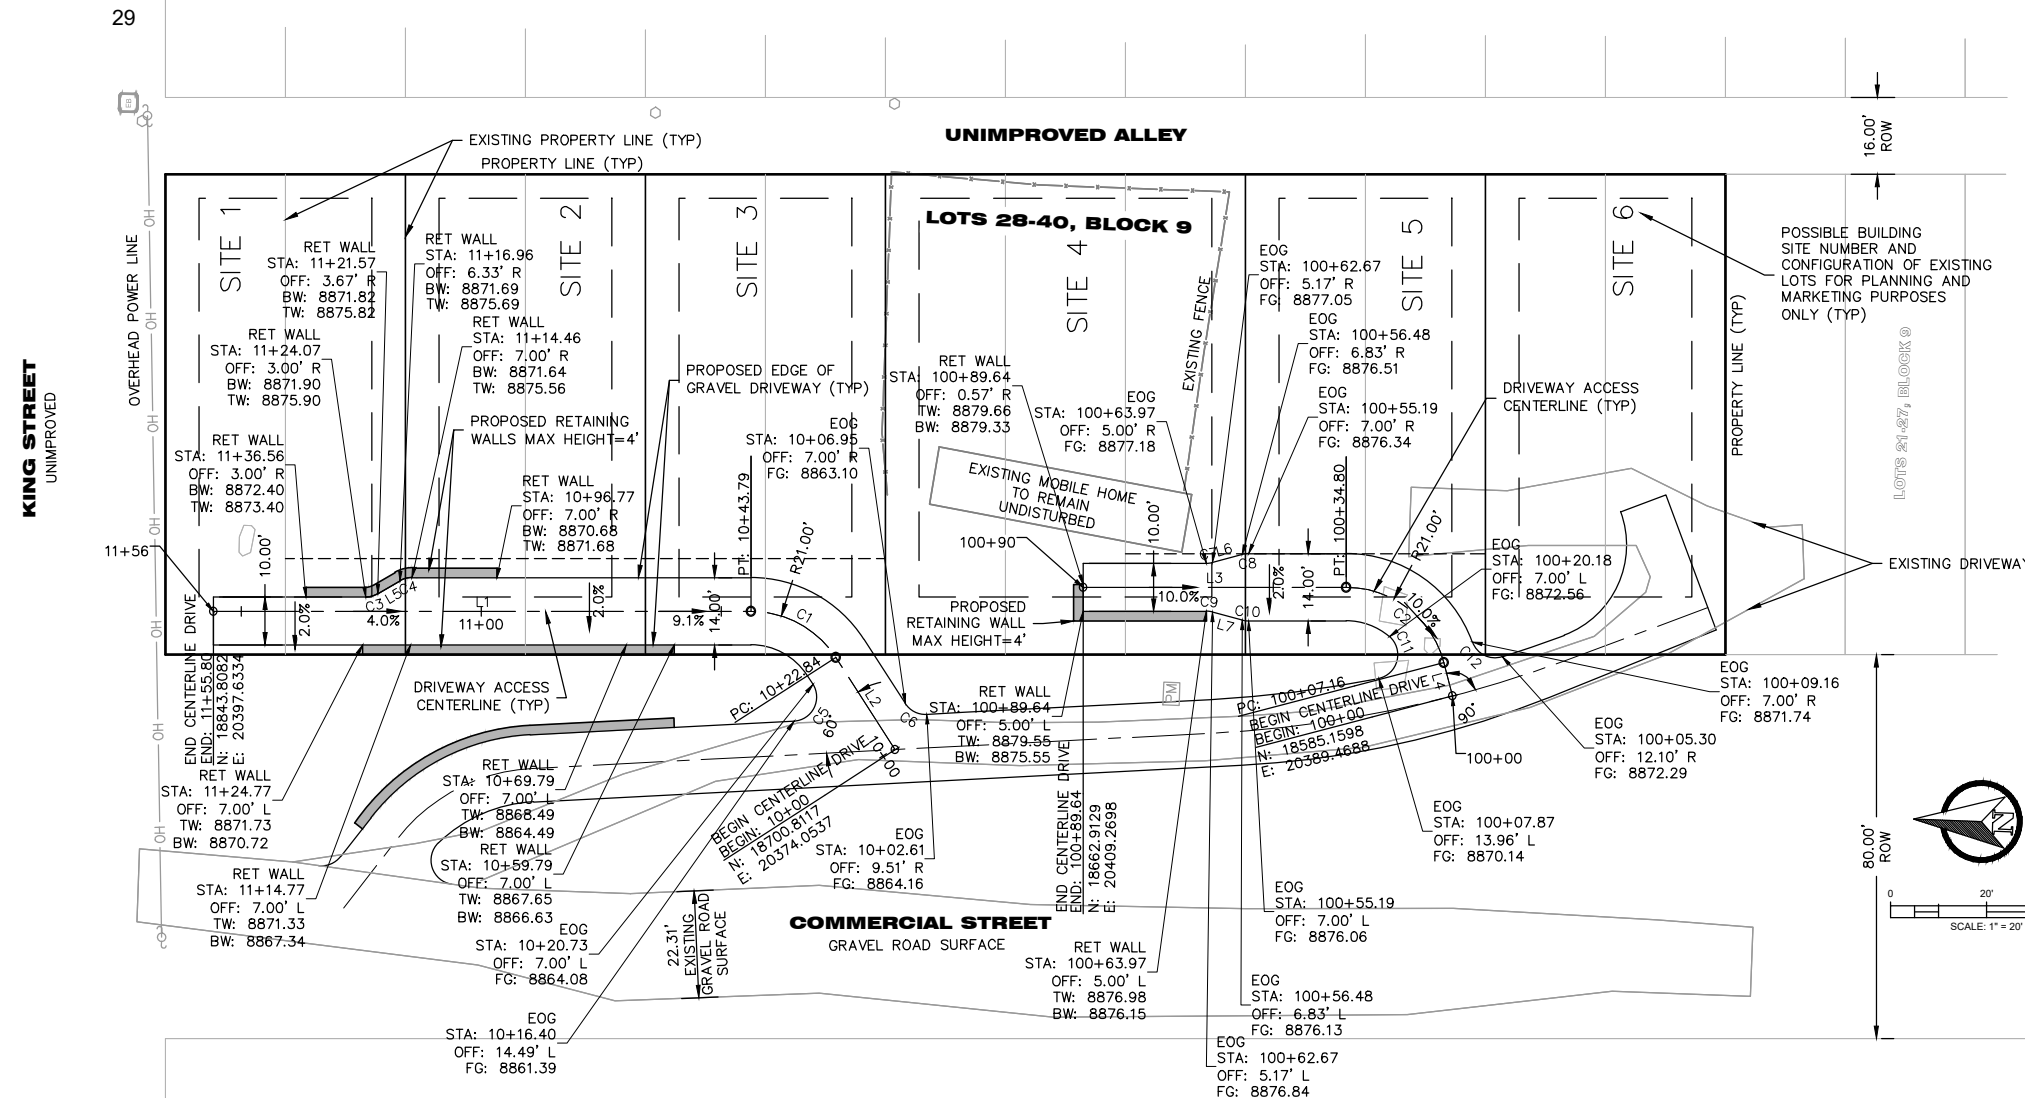 29
EB
UNIMPROVED ALLEY
16.00'
ROW
EXISTING PROPERTY LINE (TYP)
PROPERTY LINE (TYP)
KING STREET
UNIMPROVED
OVERHEAD POWER LINE
OH
OH
OH
OH
OH
OH
OH
SITE 1
SITE 2
SITE 3
SITE 4
SITE 5
SITE 6
LOTS 28-40, BLOCK 9
POSSIBLE BUILDING
SITE NUMBER AND
CONFIGURATION OF EXISTING
LOTS FOR PLANNING AND
MARKETING PURPOSES
ONLY (TYP)
PROPERTY LINE (TYP)
LOTS 21-27, BLOCK 9
RET WALL
STA: 11+21.57
OFF: 3.67' R
BW: 8871.82
TW: 8875.82
RET WALL
STA: 11+16.96
OFF: 6.33' R
BW: 8871.69
TW: 8875.69
RET WALL
STA: 11+24.07
OFF: 3.00' R
BW: 8871.90
TW: 8875.90
RET WALL
STA: 11+14.46
OFF: 7.00' R
BW: 8871.64
TW: 8875.56
RET WALL
STA: 11+36.56
OFF: 3.00' R
BW: 8872.40
TW: 8873.40
PROPOSED RETAINING
WALLS MAX HEIGHT=4'
RET WALL
STA: 10+96.77
OFF: 7.00' R
BW: 8870.68
TW: 8871.68
PROPOSED EDGE OF
GRAVEL DRIVEWAY (TYP)
EOG
STA: 10+06.95
OFF: 7.00' R
FG: 8863.10
RET WALL
STA: 100+89.64
OFF: 0.57' R
TW: 8879.66
BW: 8879.33
EXISTING FENCE
EOG
STA: 100+63.97
OFF: 5.00' R
FG: 8877.18
EOG
STA: 100+62.67
OFF: 5.17' R
FG: 8877.05
EOG
STA: 100+56.48
OFF: 6.83' R
FG: 8876.51
EOG
STA: 100+55.19
OFF: 7.00' R
FG: 8876.34
DRIVEWAY ACCESS
CENTERLINE (TYP)
EXISTING MOBILE HOME
TO REMAIN
UNDISTURBED
11+56
10.00'
2.0%
C3
L5
C4
4.0%
L1
11+00
2.0%
9.1%
14.00'
PT: 10+43.79
R21.00'
C1
100+90
10.00'
C7
L6
C8
L3
10.0%
C9
C10
L7
2.0%
14.00'
PT: 100+34.80
R21.00'
10.0%
C2
C11
C12
L4
90°
EOG
STA: 100+20.18
OFF: 7.00' L
FG: 8872.56
EXISTING DRIVEWAY
PROPOSED
RETAINING WALL
MAX HEIGHT=4'
END CENTERLINE DRIVE
END: 11+55.80
N: 18843.8082
E: 20397.6334
DRIVEWAY ACCESS
CENTERLINE (TYP)
PC: 10+22.84
L2
C5
C6
60°
10+00
BEGIN CENTERLINE DRIVE
BEGIN: 10+00
N: 18700.8117
E: 20374.0537
RET WALL
STA: 100+89.64
OFF: 5.00' L
TW: 8879.55
BW: 8875.55
PM
PC: 100+07.16
BEGIN CENTERLINE DRIVE
BEGIN: 100+00
N: 18585.1598
E: 20389.4688
100+00
EOG
STA: 100+09.16
OFF: 7.00' R
FG: 8871.74
EOG
STA: 100+05.30
OFF: 12.10' R
FG: 8872.29
EOG
STA: 100+07.87
OFF: 13.96' L
FG: 8870.14
RET WALL
STA: 11+24.77
OFF: 7.00' L
TW: 8871.73
BW: 8870.72
RET WALL
STA: 10+69.79
OFF: 7.00' L
TW: 8868.49
BW: 8864.49
RET WALL
STA: 10+59.79
OFF: 7.00' L
TW: 8867.65
BW: 8866.63
RET WALL
STA: 11+14.77
OFF: 7.00' L
TW: 8871.33
BW: 8867.34
EOG
STA: 10+20.73
OFF: 7.00' L
FG: 8864.08
EOG
STA: 10+16.40
OFF: 14.49' L
FG: 8861.39
EOG
STA: 10+02.61
OFF: 9.51' R
FG: 8864.16
22.31'
EXISTING
GRAVEL ROAD
SURFACE
COMMERCIAL STREET
GRAVEL ROAD SURFACE
END CENTERLINE DRIVE
END: 100+89.64
N: 18662.9129
E: 20409.2698
RET WALL
STA: 100+63.97
OFF: 5.00' L
TW: 8876.98
BW: 8876.15
EOG
STA: 100+55.19
OFF: 7.00' L
FG: 8876.06
EOG
STA: 100+56.48
OFF: 6.83' L
FG: 8876.13
EOG
STA: 100+62.67
OFF: 5.17' L
FG: 8876.84
80.00'
ROW
N
0
20'
SCALE: 1" = 20'